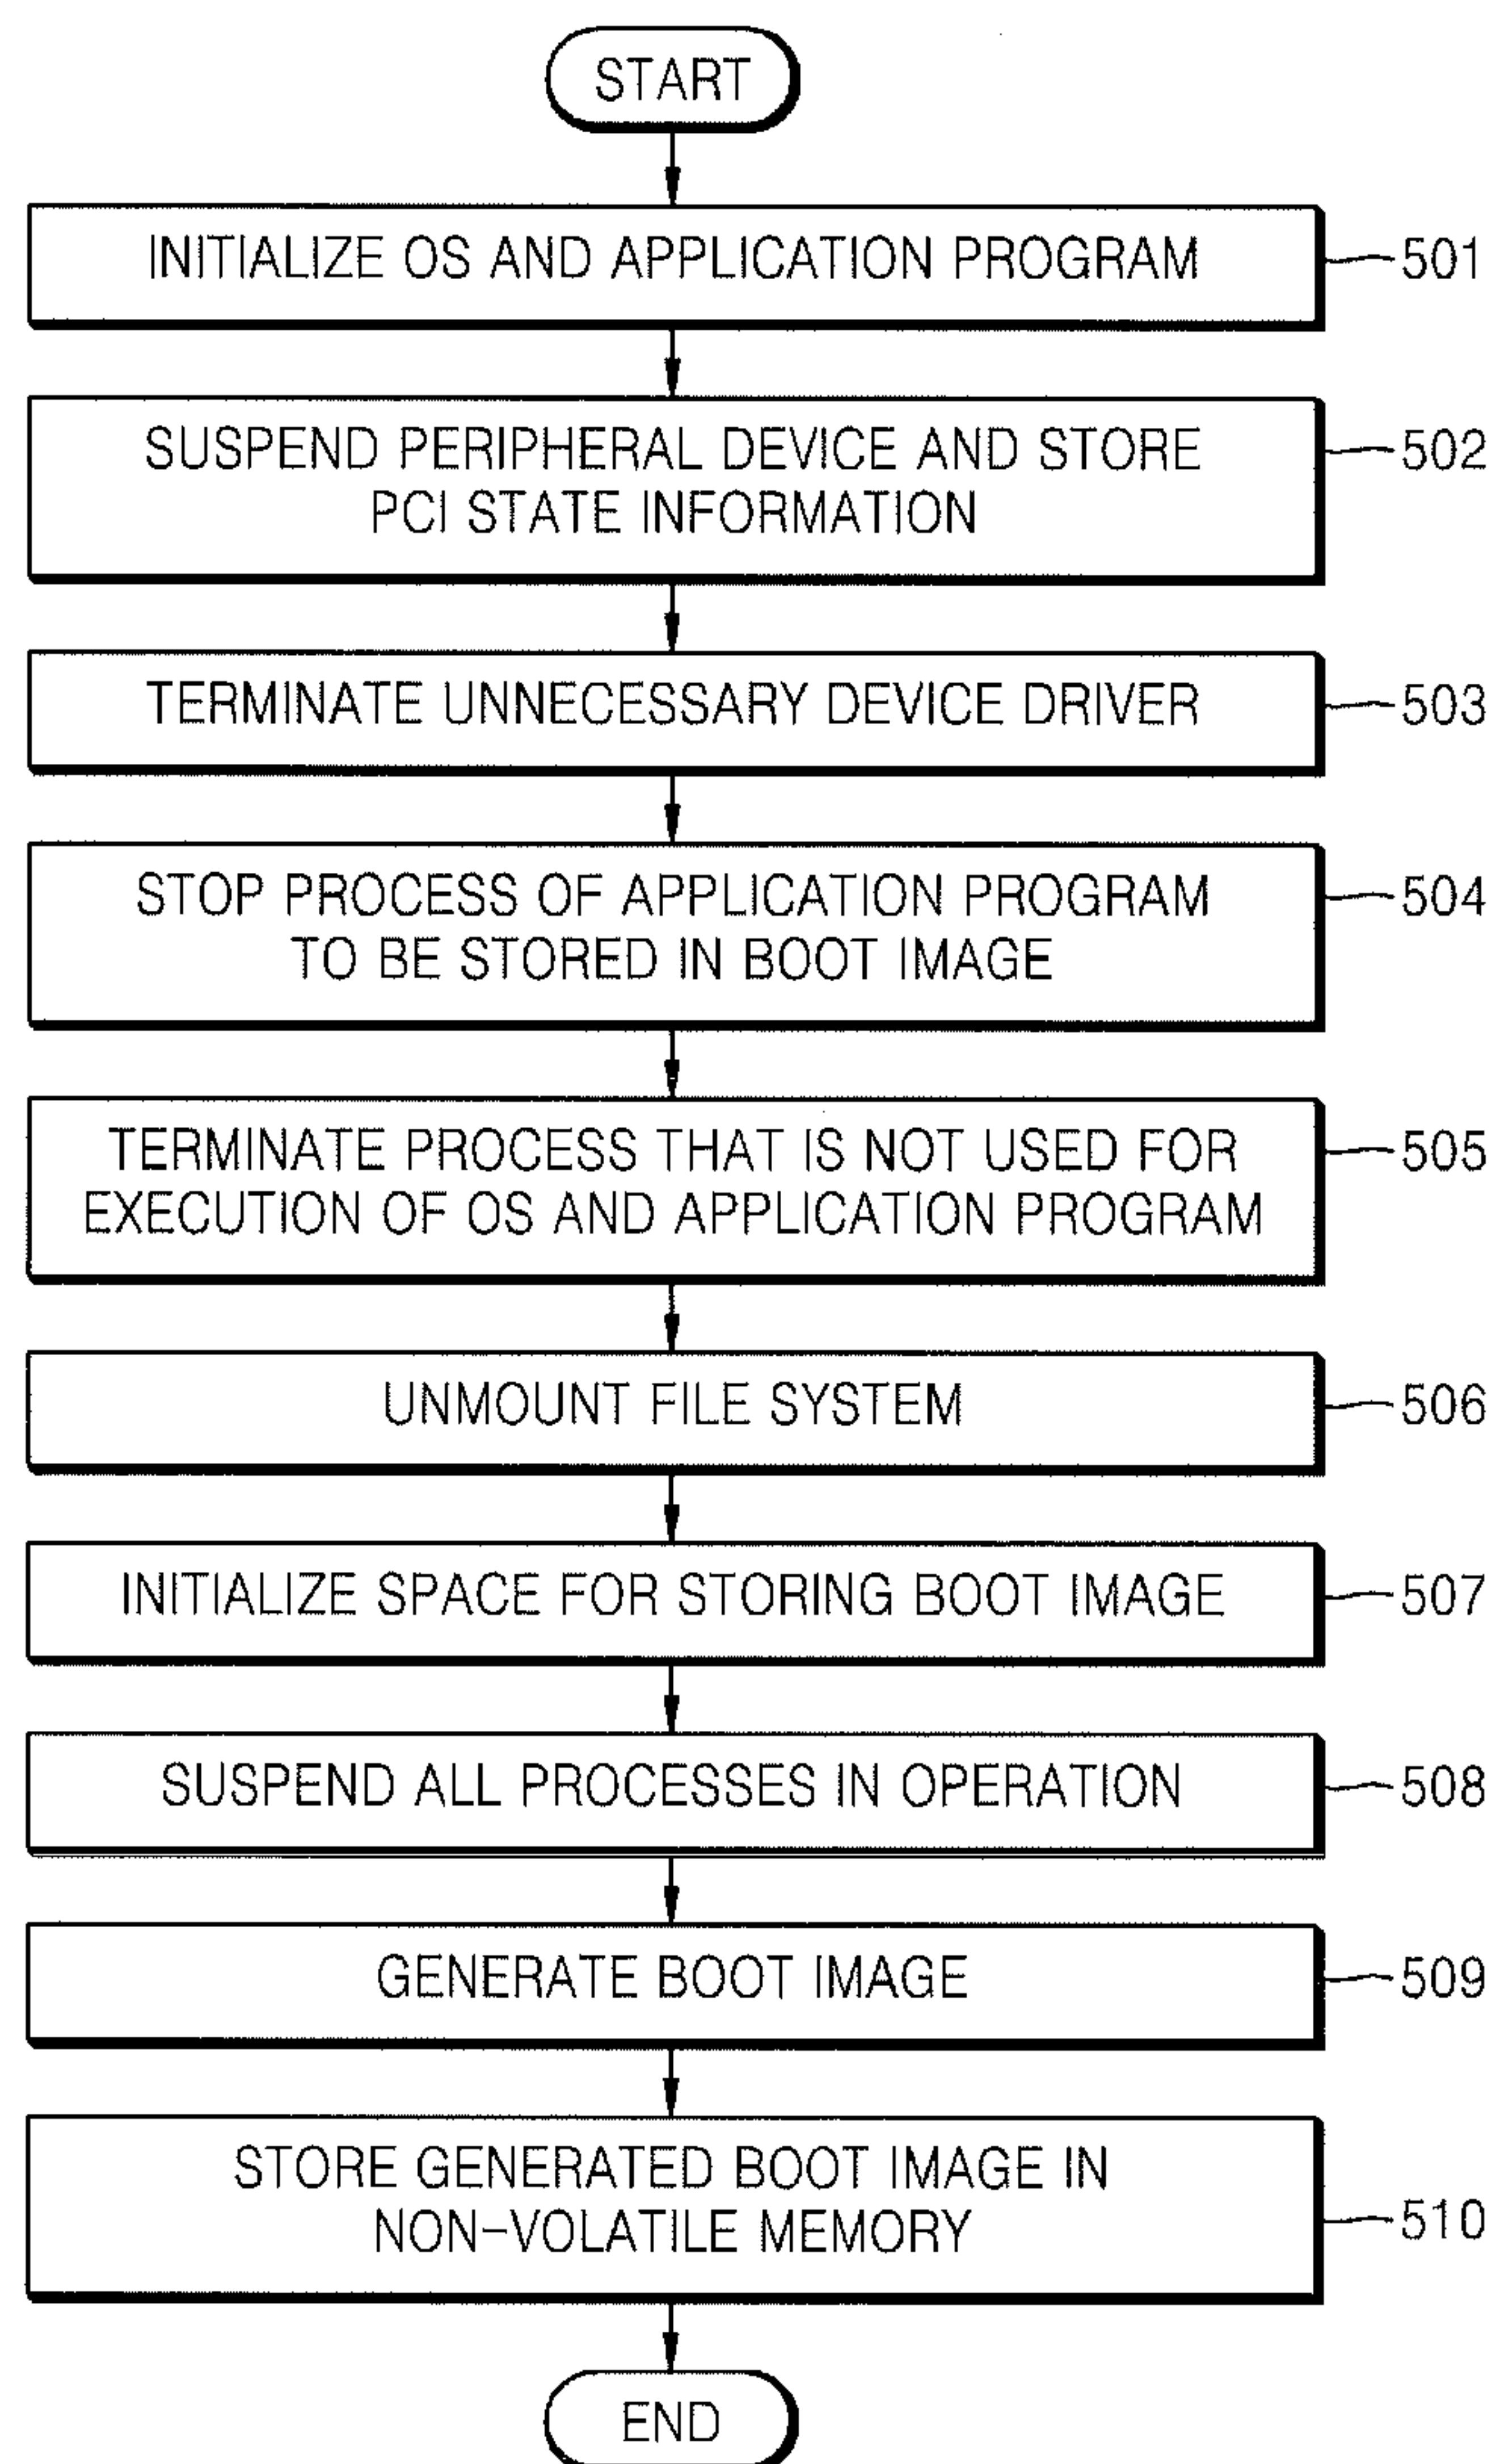 START
INITIALIZE OS AND APPLICATION PROGRAM
501
SUSPEND PERIPHERAL DEVICE AND STORE
PCI STATE INFORMATION
502
TERMINATE UNNECESSARY DEVICE DRIVER
503
STOP PROCESS OF APPLICATION PROGRAM
TO BE STORED IN BOOT IMAGE
504
TERMINATE PROCESS THAT IS NOT USED FOR
EXECUTION OF OS AND APPLICATION PROGRAM
505
UNMOUNT FILE SYSTEM
506
INITIALIZE SPACE FOR STORING BOOT IMAGE
507
SUSPEND ALL PROCESSES IN OPERATION
508
GENERATE BOOT IMAGE
509
STORE GENERATED BOOT IMAGE IN
NON-VOLATILE MEMORY
510
END